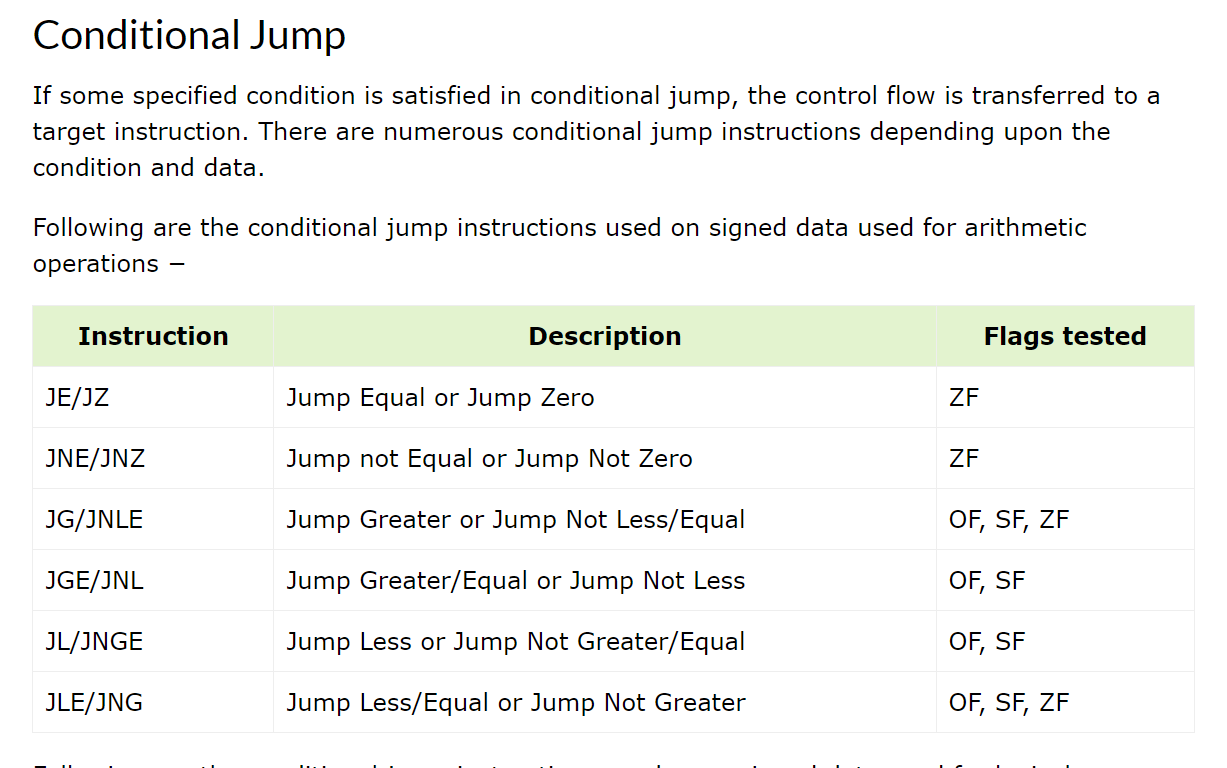 Conditional Jump
If some specified condition is satisfied in conditional jump, the control flow is transferred to a
target instruction. There are numerous conditional jump instructions depending upon the
condition and data.
Following are the conditional jump instructions used on signed data used for arithmetic
operations −
Instruction Description Flags tested
JE/JZ Jump Equal or Jump Zero ZF
JNE/JNZ Jump not Equal or Jump Not Zero ZF
JG/JNLE Jump Greater or Jump Not Less/Equal OF, SF, ZF
JGE/JNL Jump Greater/Equal or Jump Not Less OF, SF
JL/JNGE Jump Less or Jump Not Greater/Equal OF, SF
JLE/JNG Jump Less/Equal or Jump Not Greater OF, SF, ZF